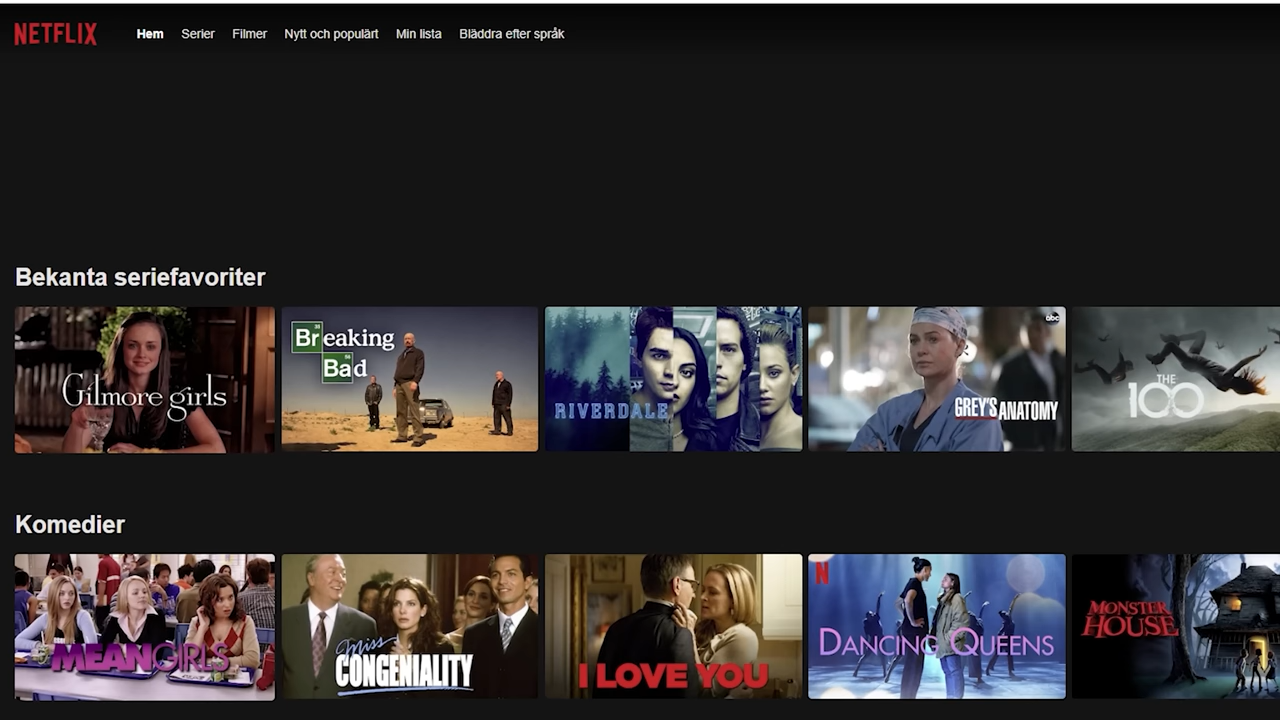 NETFLIX Hem Serier Filmer Nytt och populärt Min lista Bläddra efter språk
Bekanta seriefavoriter
Gilmore girls
Breaking
Bad
RIVERDALE
abc
GREY'S ANATOMY
THE
100
Komedier
MEAN GIRLS
Miss
CONGENIALITY
I LOVE YOU
N
DANCING QUEENS
MONSTER
HOUSE